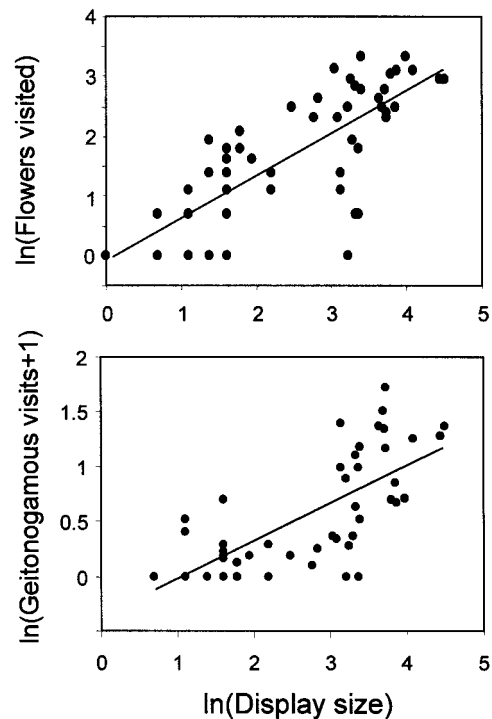 4
3
2
1
0
ln(Flowers visited)
0 1 2 3 4 5
2
1.5
1
0.5
0
ln(Geitonogamous visits+1)
0 1 2 3 4 5
ln(Display size)